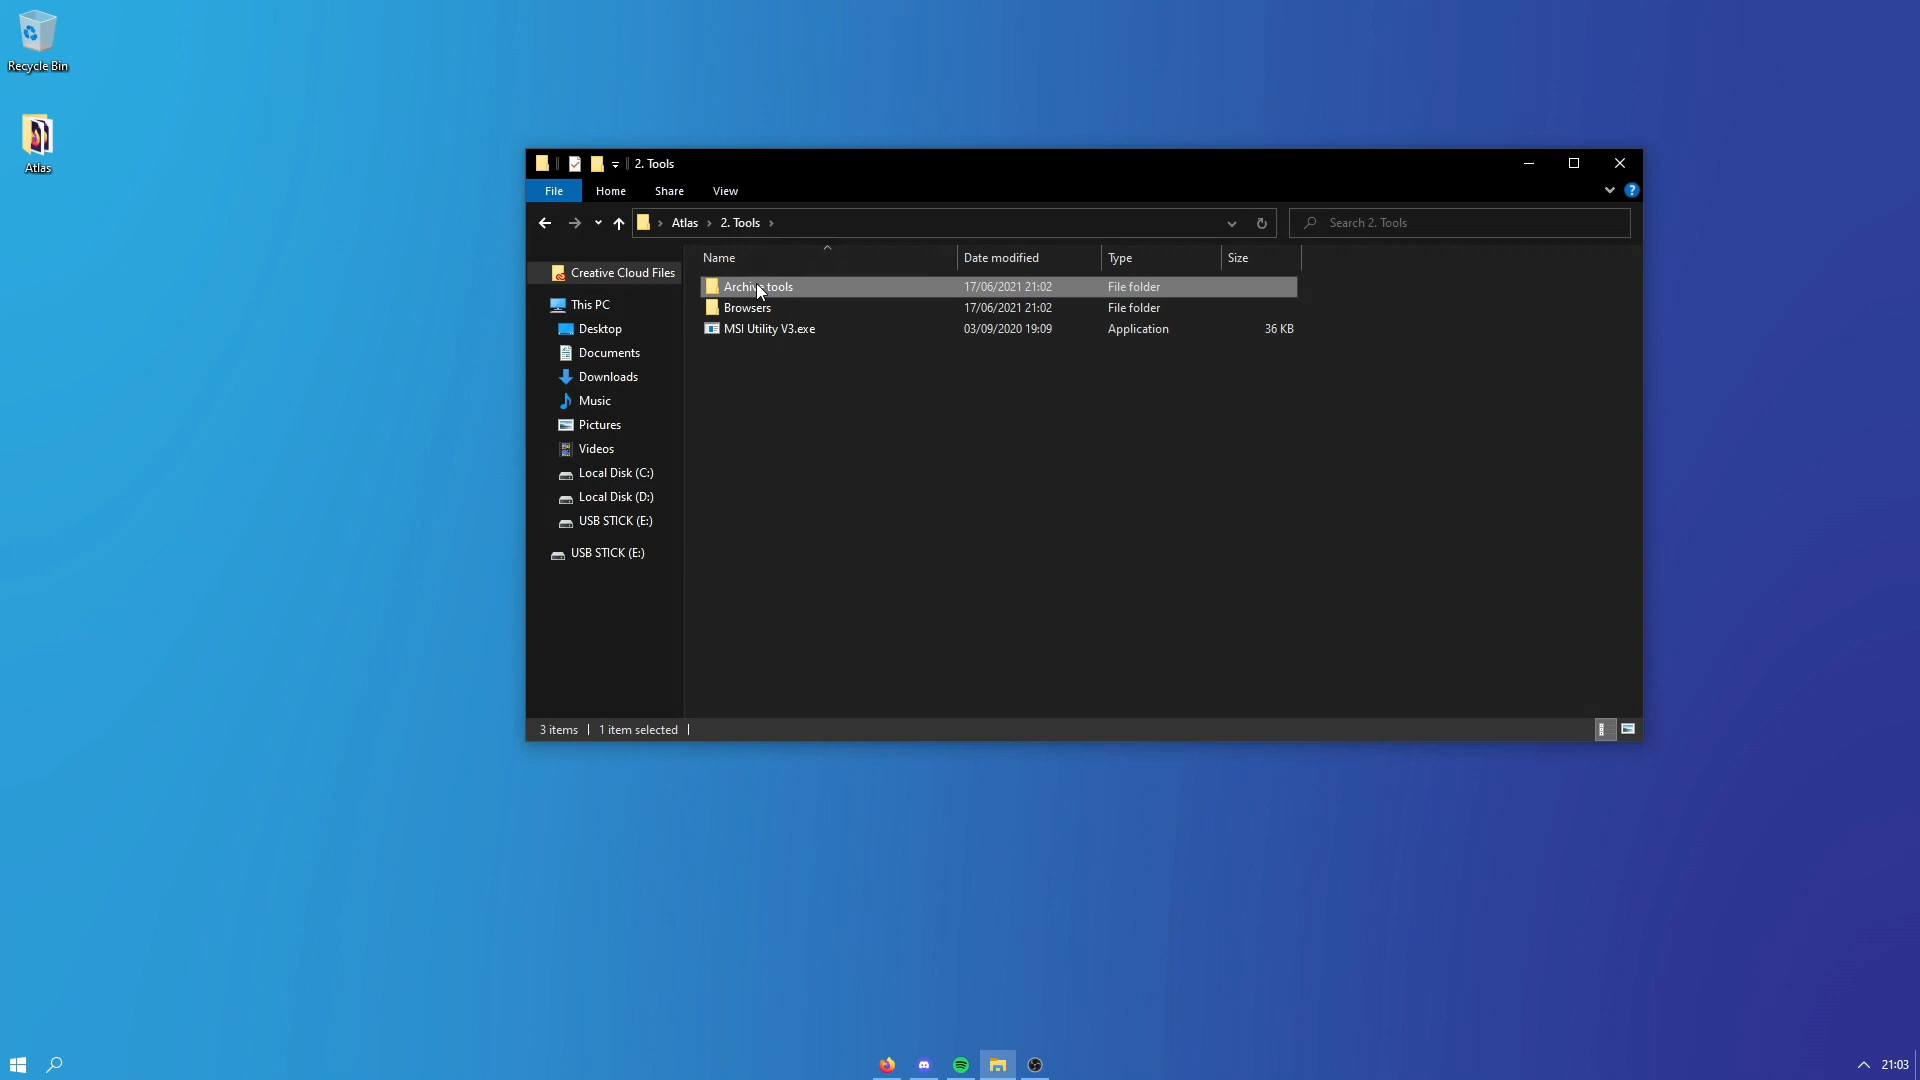 Recycle Bin
Atlas
2. Tools
File Home Share View
Atlas 2. Tools
Search 2. Tools
Name Date modified Type Size
Creative Cloud Files
This PC
Desktop
Documents
Downloads
Music
Pictures
Videos
Local Disk (C:)
Local Disk (D:)
USB STICK (E:)
USB STICK (E:)
Archive tools 17/06/2021 21:02 File folder
Browsers 17/06/2021 21:02 File folder
MSI Utility V3.exe 03/09/2020 19:09 Application 36 KB
3 items 1 item selected
21:03